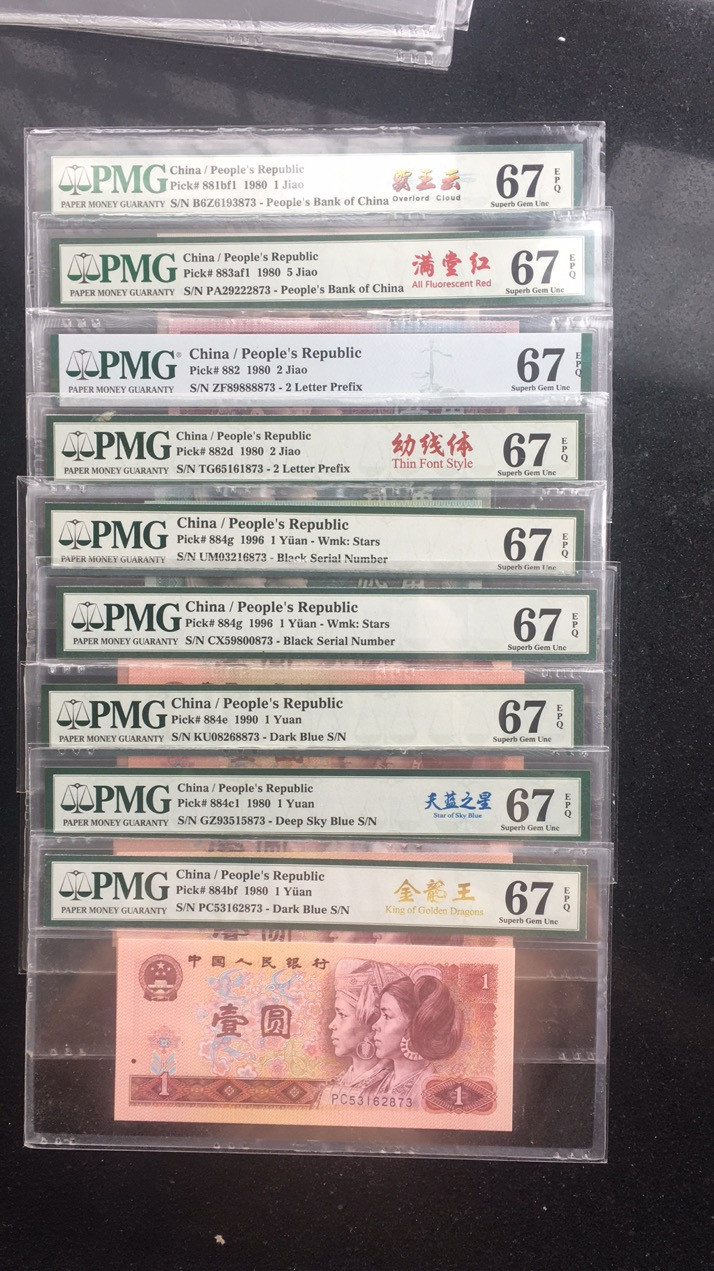 PMG
PAPER MONEY GUARANTY
China / People's Republic
Pick# 881bf1 1980 1 Jiao
S/N B6Z6193873 - People's Bank of China
霸王云
Overlord Cloud
67
EPQ
Superb Gem Unc
PMG
PAPER MONEY GUARANTY
China / People's Republic
Pick# 883af1 1980 5 Jiao
S/N PA29222873 - People's Bank of China
满堂红
All Fluorescent Red
67
EPQ
Superb Gem Unc
PMG®
PAPER MONEY GUARANTY
China / People's Republic
Pick# 882 1980 2 Jiao
S/N ZF89888873 - 2 Letter Prefix
67
EPQ
Superb Gem Unc
PMG
PAPER MONEY GUARANTY
China / People's Republic
Pick# 882d 1980 2 Jiao
S/N TG65161873 - 2 Letter Prefix
幼线体
Thin Font Style
67
EPQ
Superb Gem Unc
PMG
PAPER MONEY GUARANTY
China / People's Republic
Pick# 884g 1996 1 Yüan - Wmk: Stars
S/N UM03216873 - Black Serial Number
67
EPQ
Superb Gem Unc
PMG
PAPER MONEY GUARANTY
China / People's Republic
Pick# 884g 1996 1 Yüan - Wmk: Stars
S/N CX59800873 - Black Serial Number
67
EPQ
Superb Gem Unc
PMG
PAPER MONEY GUARANTY
China / People's Republic
Pick# 884e 1990 1 Yuan
S/N KU08268873 - Dark Blue S/N
67
EPQ
Superb Gem Unc
PMG
PAPER MONEY GUARANTY
China / People's Republic
Pick# 884c1 1980 1 Yuan
S/N GZ93515873 - Deep Sky Blue S/N
天蓝之星
Star of Sky Blue
67
EPQ
Superb Gem Unc
PMG
PAPER MONEY GUARANTY
China / People's Republic
Pick# 884bf 1980 1 Yüan
S/N PC53162873 - Dark Blue S/N
金龍王
King of Golden Dragons
67
EPQ
Superb Gem Unc
中国人民银行
1
壹圆
1
PC53162873
1